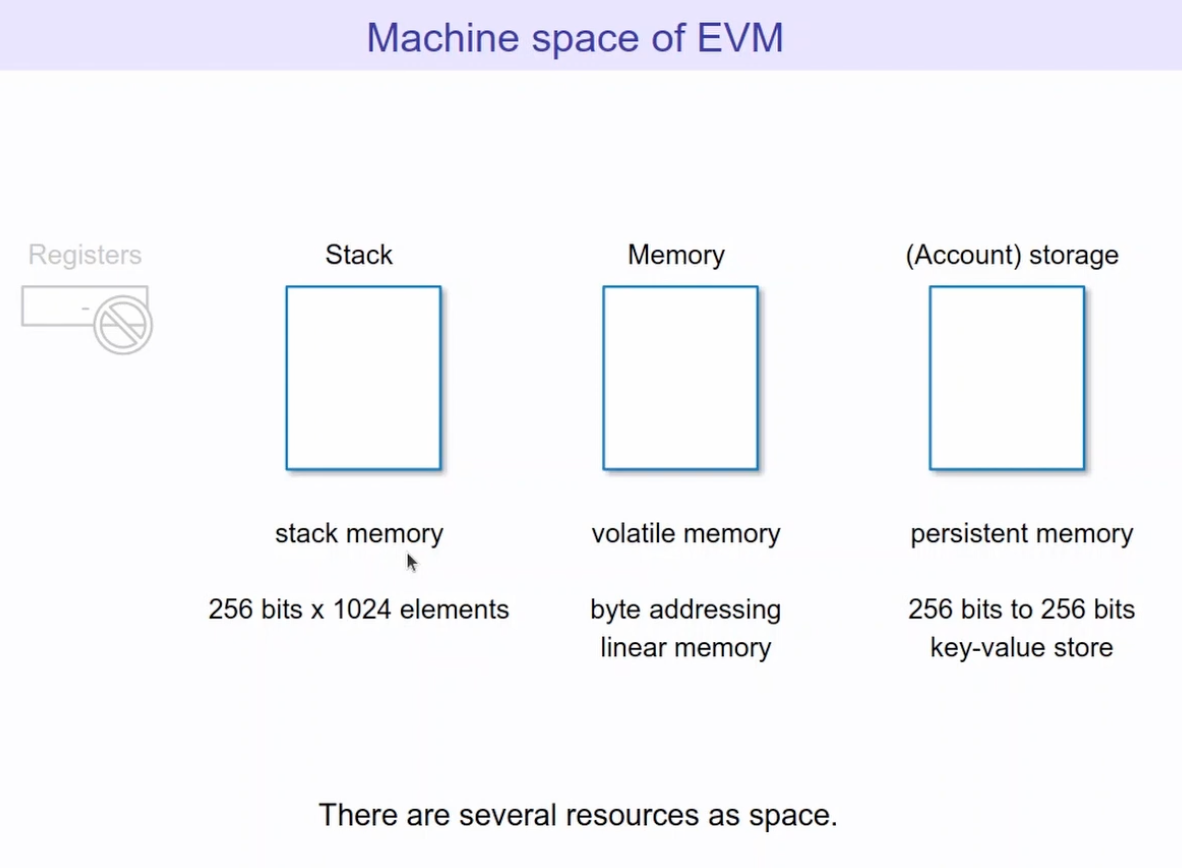 Machine space of EVM
Registers
Stack
Memory
(Account) storage
stack memory
volatile memory
persistent memory
256 bits x 1024 elements
byte addressing
linear memory
256 bits to 256 bits
key-value store
There are several resources as space.